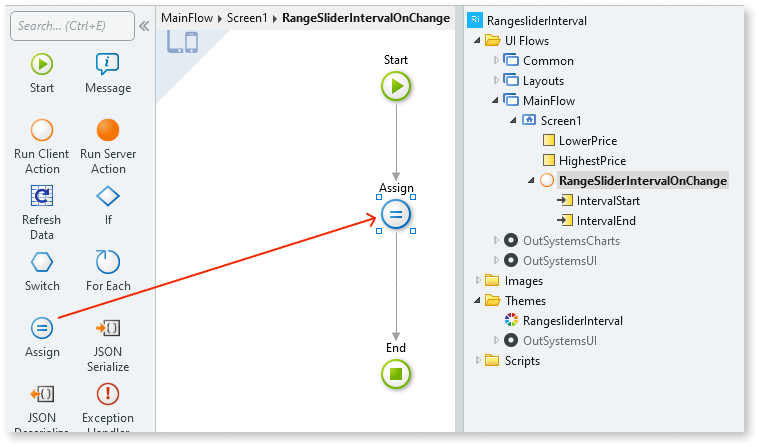 Search... (Ctrl+E)
Start
Message
Run Client
Action
Run Server
Action
Refresh
Data
If
Switch
For Each
Assign
JSON
Serialize
JSON
Exception
MainFlow Screen1 RangeSliderIntervalOnChange
Start
Assign
End
Ri RangesliderInterval
UI Flows
Common
Layouts
MainFlow
Screen1
LowerPrice
HighestPrice
RangeSliderIntervalOnChange
IntervalStart
IntervalEnd
OutSystemsCharts
OutSystemsUI
Images
Themes
RangesliderInterval
OutSystemsUI
Scripts